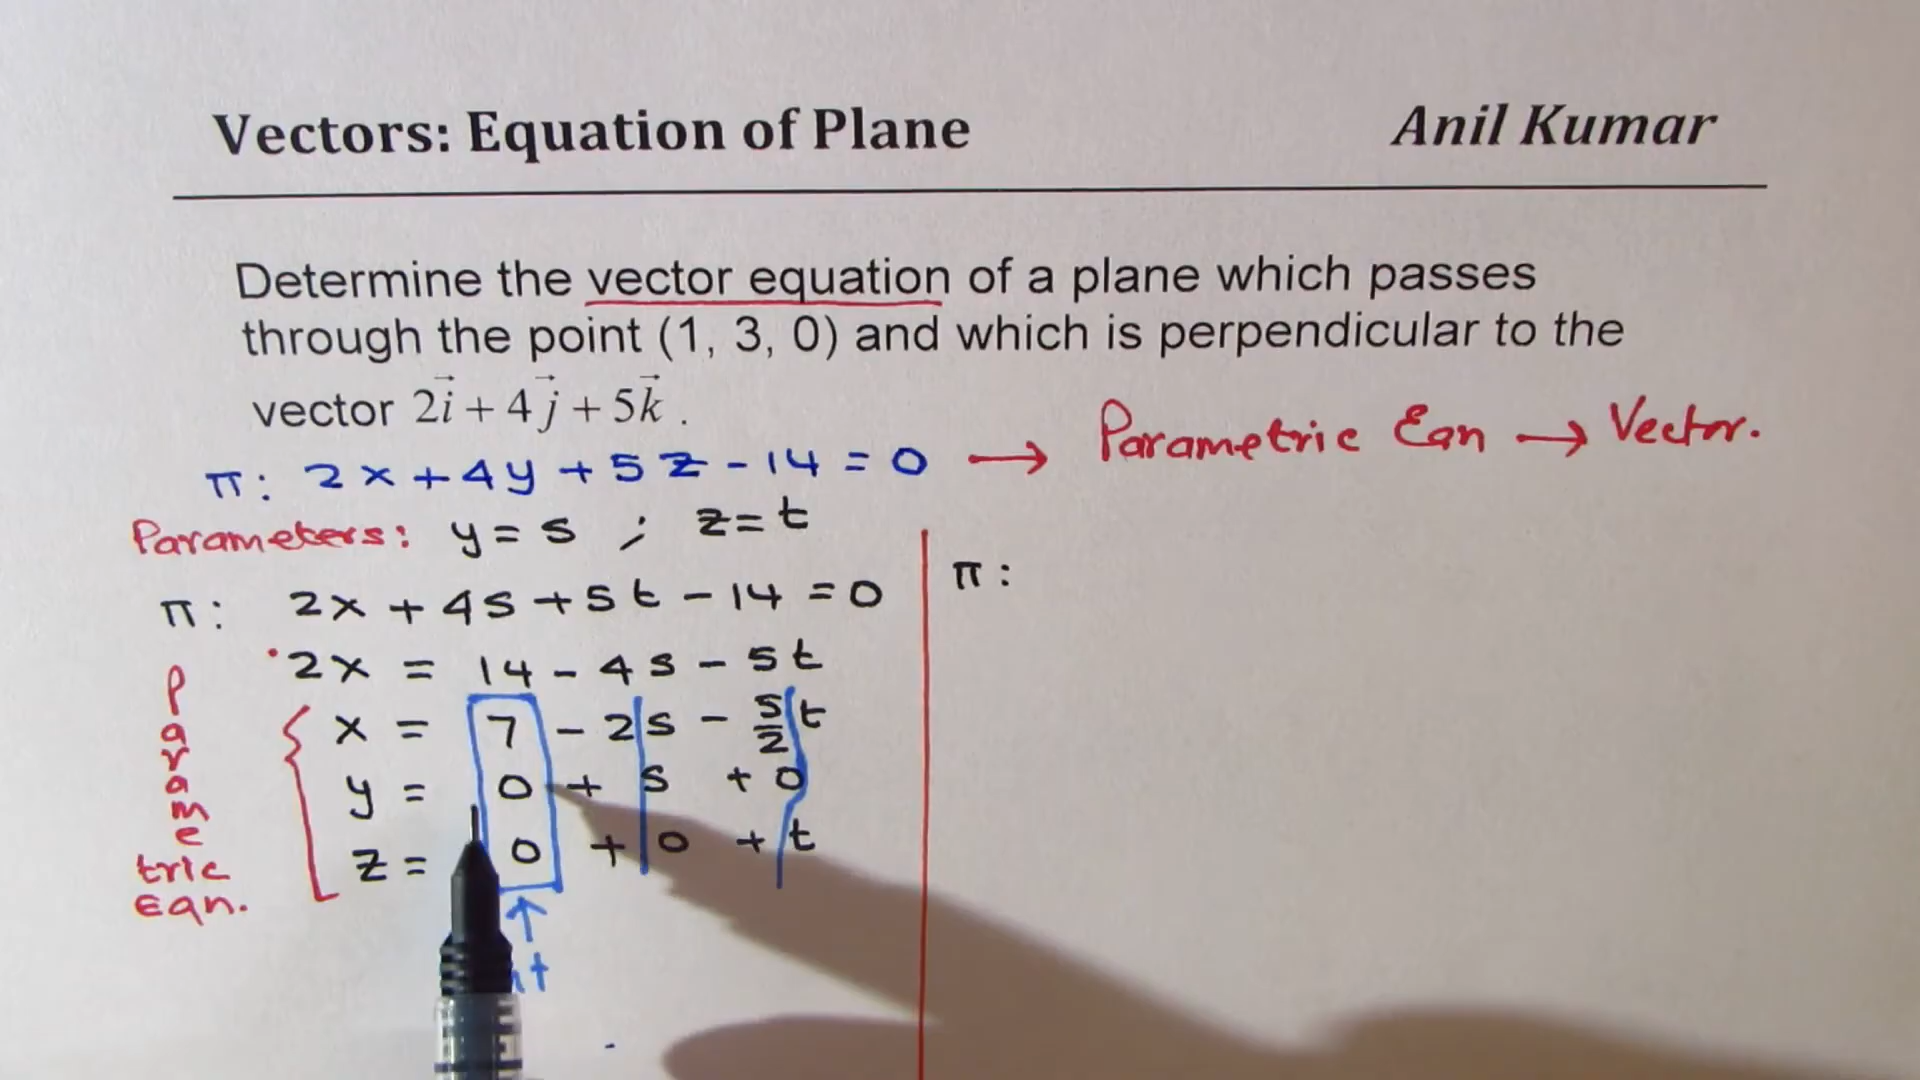 Vectors: Equation of Plane
Anil Kumar
Determine the vector equation of a plane which passes
through the point (1, 3, 0) and which is perpendicular to the
vector 2i⃗ + 4j⃗ + 5k⃗ .
π: 2x + 4y + 5z - 14 = 0 → Parametric Eqn → Vector.
Parameters: y = s ; z = t
π: 2x + 4s + 5t - 14 = 0
2x = 14 - 4s - 5t
x = 7 - 2s - 5/2 t
y = 0 + s + 0
z = 0 + 0 + t
Parametric Eqn.
π: